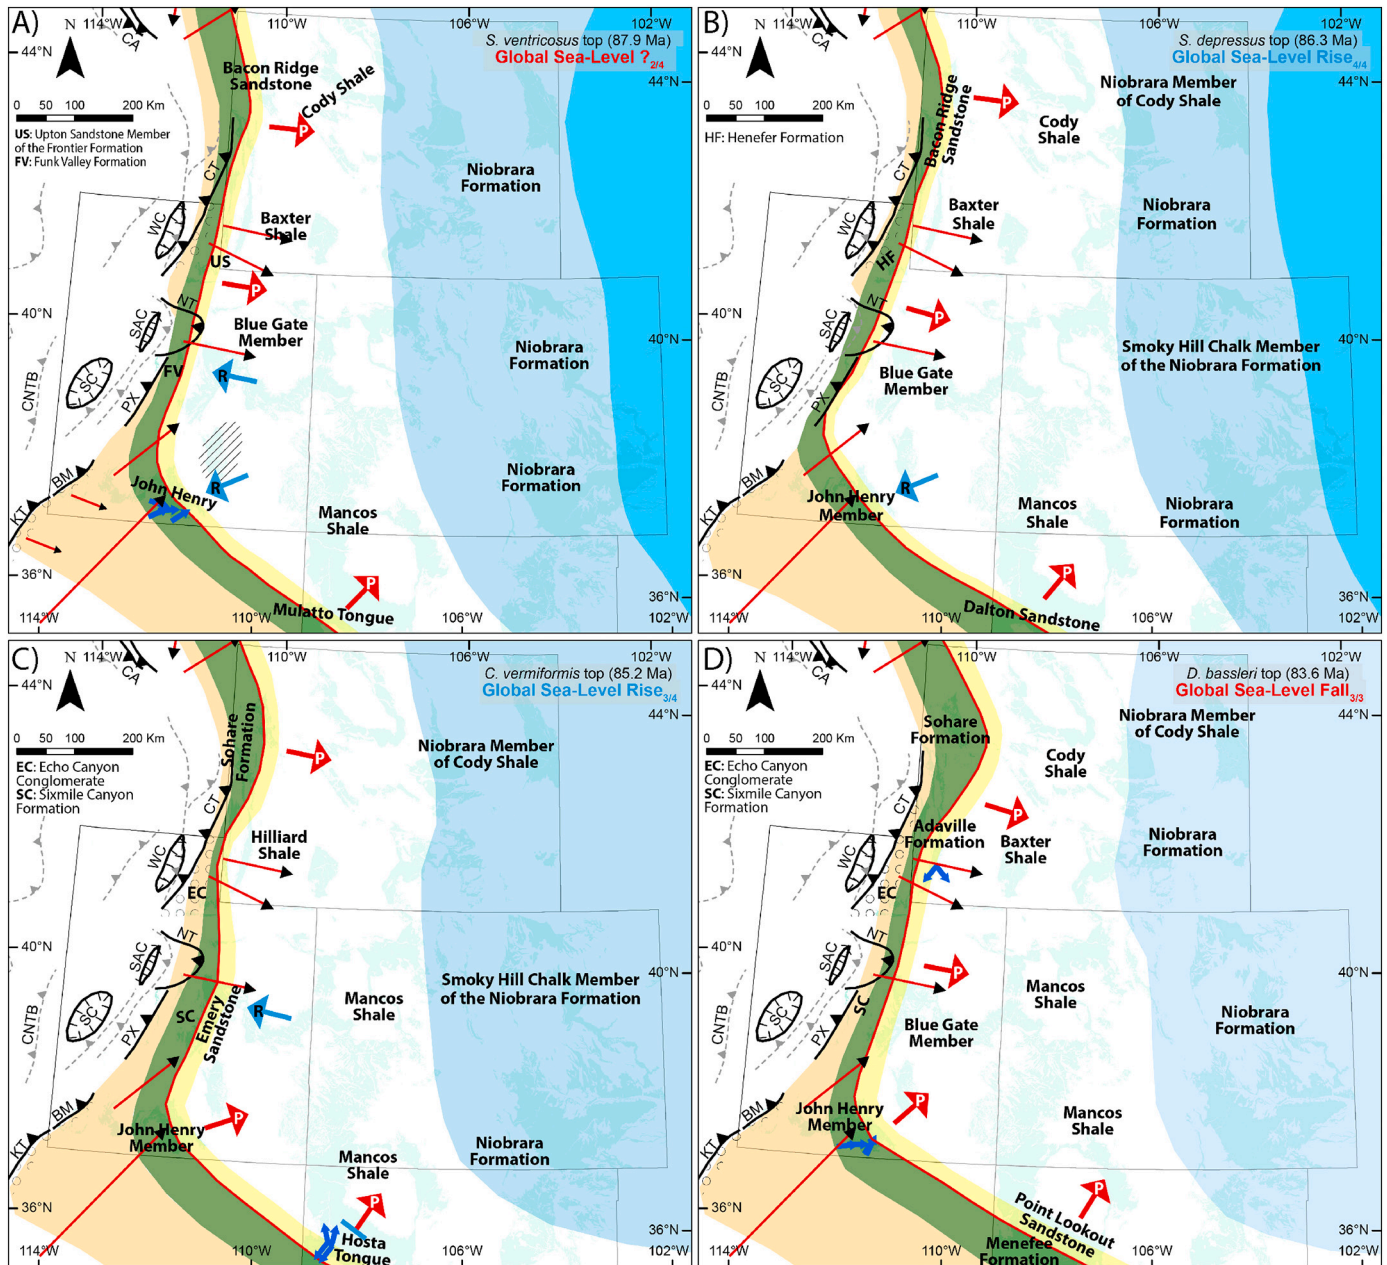 A)
114°W
110°W
106°W
102°W
N
CA
44°N
S. ventricosus top (87.9 Ma)
Global Sea-Level ?2/4
Bacon Ridge
Sandstone
Cody Shale
P
44°N
0 50 100 200 Km
US: Upton Sandstone Member
of the Frontier Formation
FV: Funk Valley Formation
CT
Niobrara
Formation
WC
Baxter
Shale
US
P
NT
40°N
SAC
Blue Gate
Member
40°N
Niobrara
Formation
CNTB
SC
FV
R
PX
BM
R
John Henry
Niobrara
Formation
KT
Mancos
Shale
36°N
P
36°N
Mulatto Tongue
114°W
110°W
106°W
102°W
B)
114°W
110°W
106°W
102°W
N
CA
44°N
S. depressus top (86.3 Ma)
Global Sea-Level Rise4/4
Bacon Ridge
Sandstone
P
Niobrara Member
of Cody Shale
44°N
Cody
Shale
0 50 100 200 Km
HF: Henefer Formation
CT
WC
Baxter
Shale
Niobrara
Formation
HF
NT
40°N
SAC
P
40°N
Smoky Hill Chalk Member
of the Niobrara Formation
Blue Gate
Member
CNTB
SC
PX
BM
R
John Henry
Member
KT
Mancos
Shale
Niobrara
Formation
36°N
P
36°N
Dalton Sandstone
114°W
110°W
106°W
102°W
C)
114°W
110°W
106°W
102°W
N
CA
44°N
C. vermiformis top (85.2 Ma)
Global Sea-Level Rise3/4
Sohare
Formation
44°N
P
Niobrara Member
of Cody Shale
0 50 100 200 Km
EC: Echo Canyon
Conglomerate
SC: Sixmile Canyon
Formation
CT
WC
Hilliard
Shale
EC
NT
40°N
SAC
40°N
Smoky Hill Chalk Member
of the Niobrara Formation
Mancos
Shale
CNTB
SC
SC
Emery
Sandstone
R
PX
BM
P
John Henry
Member
KT
Niobrara
Formation
Mancos
Shale
36°N
P
36°N
Hosta
Tongue
114°W
110°W
106°W
102°W
D)
114°W
110°W
106°W
102°W
N
CA
44°N
D. bassleri top (83.6 Ma)
Global Sea-Level Fall3/3
Sohare
Formation
Niobrara Member
of Cody Shale
44°N
Cody
Shale
0 50 100 200 Km
EC: Echo Canyon
Conglomerate
SC: Sixmile Canyon
Formation
CT
P
Adaville
Formation
WC
Baxter
Shale
Niobrara
Formation
EC
NT
40°N
SAC
P
40°N
Mancos
Shale
CNTB
SC
SC
Blue Gate
Member
Niobrara
Formation
PX
BM
P
John Henry
Member
KT
Mancos
Shale
36°N
P
Point Lookout
Sandstone
36°N
Menefee
Formation
114°W
110°W
106°W
102°W